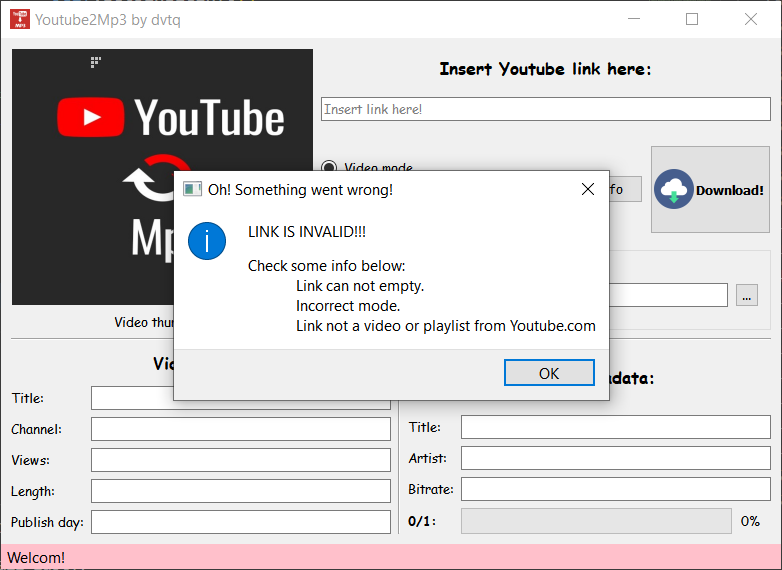 Youtube2Mp3 by dvtq
Insert Youtube link here:
YouTube
Insert link here!
Video mode
fo
Download!
Oh! Something went wrong!
LINK IS INVALID!!!
Check some info below:
Link can not empty.
Incorrect mode.
Link not a video or playlist from Youtube.com
OK
Mp
...
Video thu
Vi
adata:
Title:
Channel:
Views:
Length:
Publish day:
Title:
Artist:
Bitrate:
0/1:
0%
Welcom!